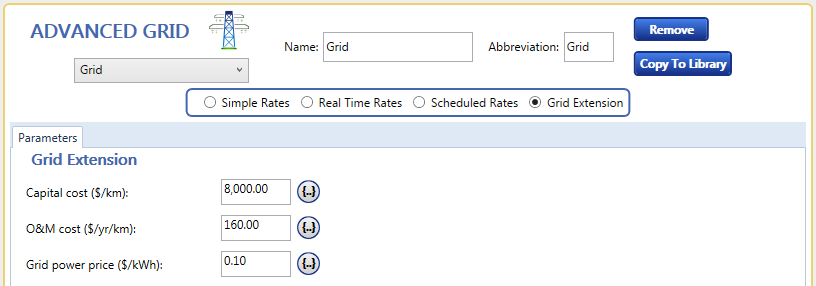 ADVANCED GRID
Name: Grid
Abbreviation: Grid
Remove
Grid
Copy To Library
Simple Rates Real Time Rates Scheduled Rates Grid Extension
Parameters
Grid Extension
Capital cost ($/km): 8,000.00 {..}
O&M cost ($/yr/km): 160.00 {..}
Grid power price ($/kWh): 0.10 {..}